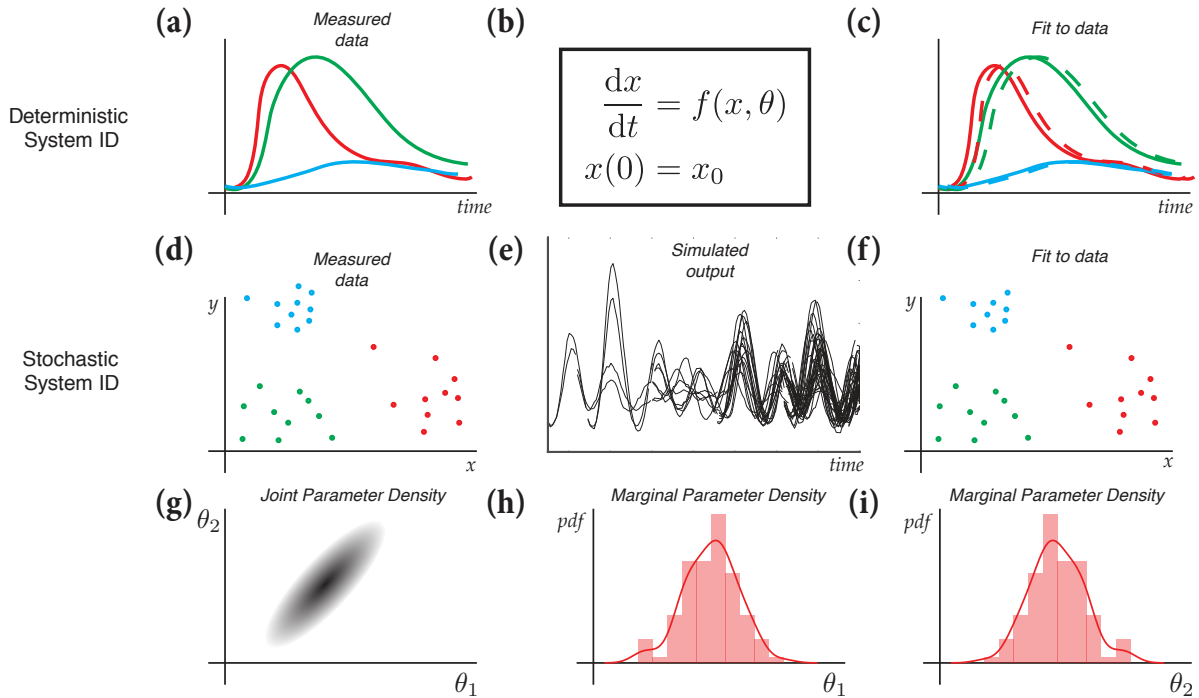 (a)
Measured
data
time
(b)
dx
dt
= f(x, θ)
x(0) = x₀
(c)
Fit to data
time
Deterministic
System ID
(d)
Measured
data
y
x
(e)
Simulated
output
time
(f)
Fit to data
y
x
Stochastic
System ID
(g)
Joint Parameter Density
θ₂
θ₁
(h)
Marginal Parameter Density
pdf
θ₁
(i)
Marginal Parameter Density
pdf
θ₂